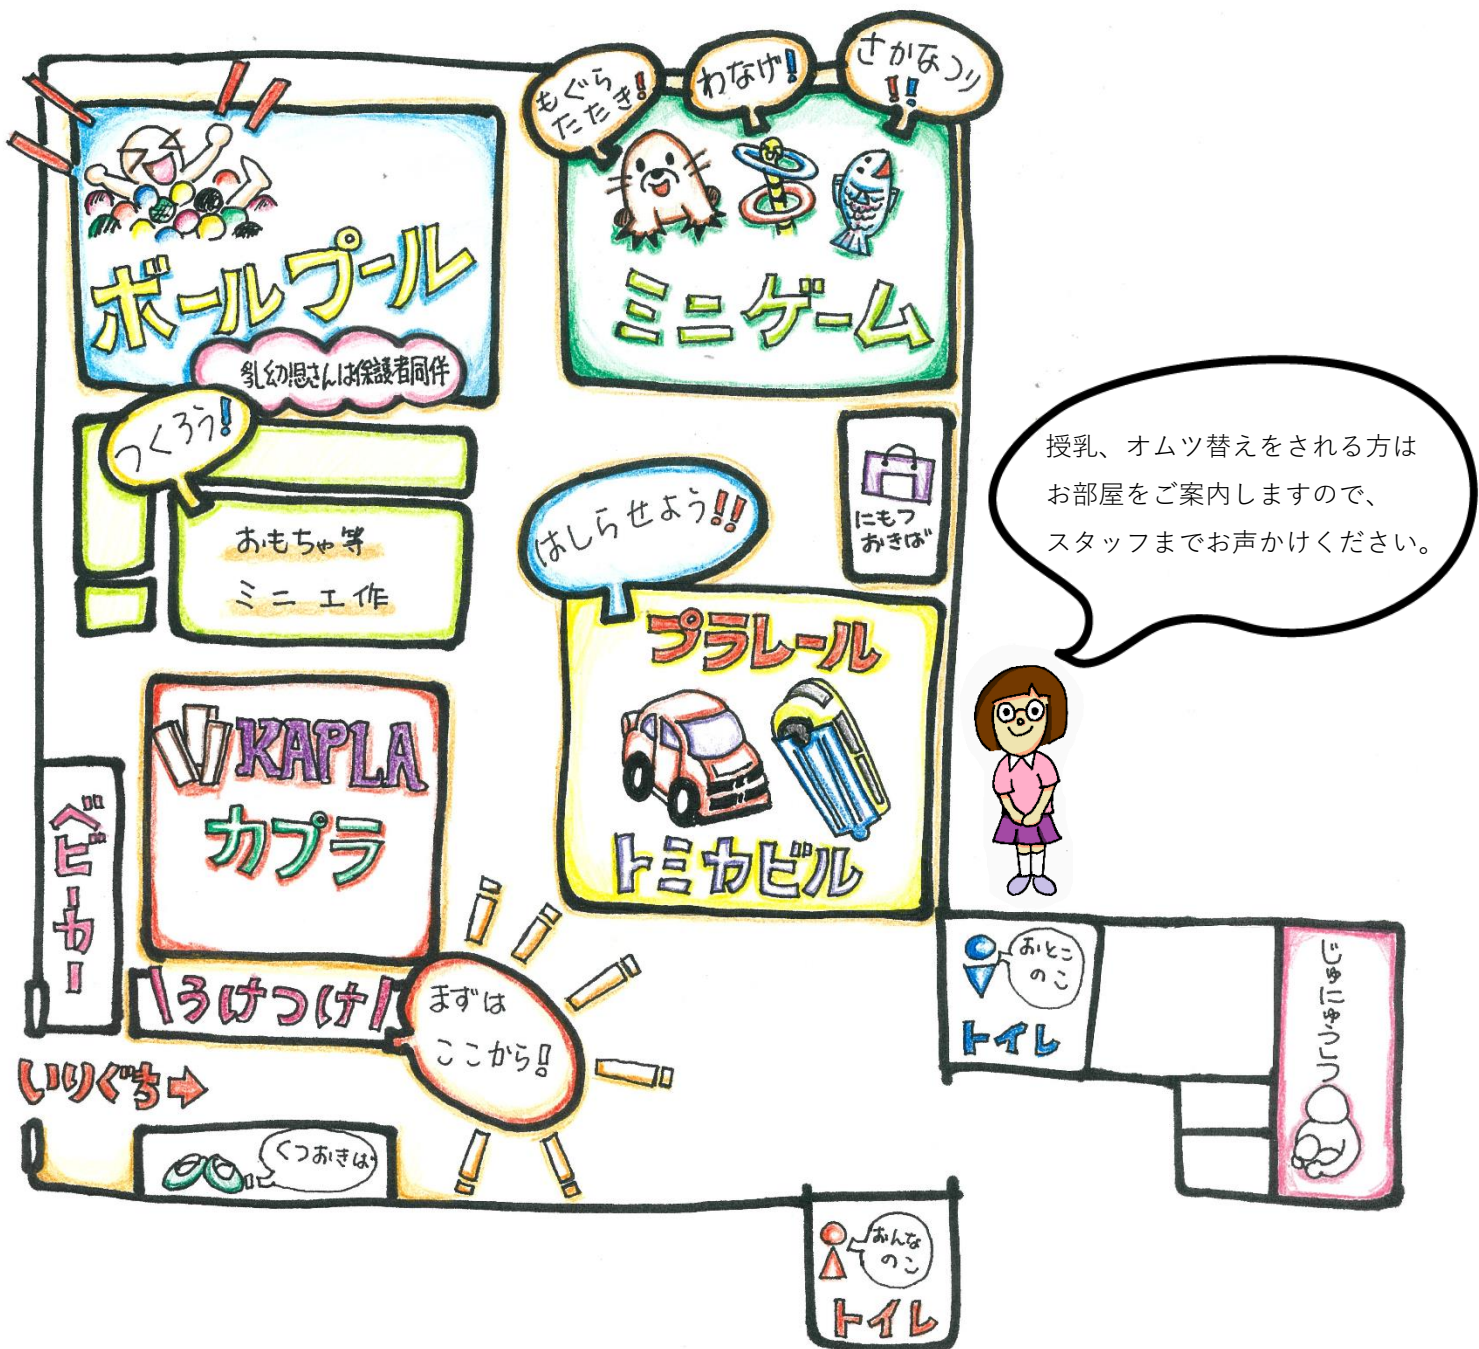 もぐら
たたき!
わなげ!
さかなつり
!!
ボールプール
乳幼児さんは保護者同伴
ミニゲーム
つくろう!
おもちゃ等
ミニ工作
はしらせよう!!
にもつ
おきば
授乳、オムツ替えをされる方は
お部屋をご案内しますので、
スタッフまでお声かけください。
プラレール
トミカビル
KAPLA
カプラ
ベビーカー
\うけつけ/
まずは
ここから!!
いりぐち→
くつおきば
おとこ
のこ
トイレ
じゅにゅうしつ
おんな
のこ
トイレ